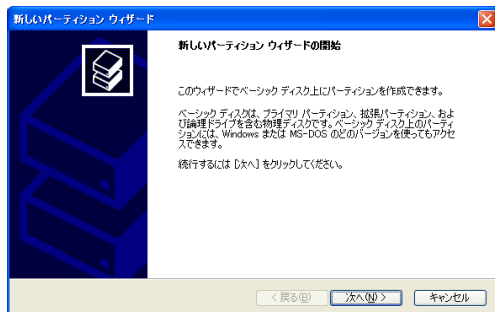 新しいパーティション ウィザード
新しいパーティション ウィザードの開始
このウィザードでベーシック ディスク上にパーティションを作成できます。
ベーシック ディスクは、プライマリ パーティション、拡張パーティション、およ
び論理ドライブを含む物理ディスクです。ベーシック ディスク上のパーティ
ションには、Windows または MS-DOS のどのバージョンを使ってもアクセ
スできます。
続行するには [次へ] をクリックしてください。
< 戻る(B)
次へ(N) >
キャンセル